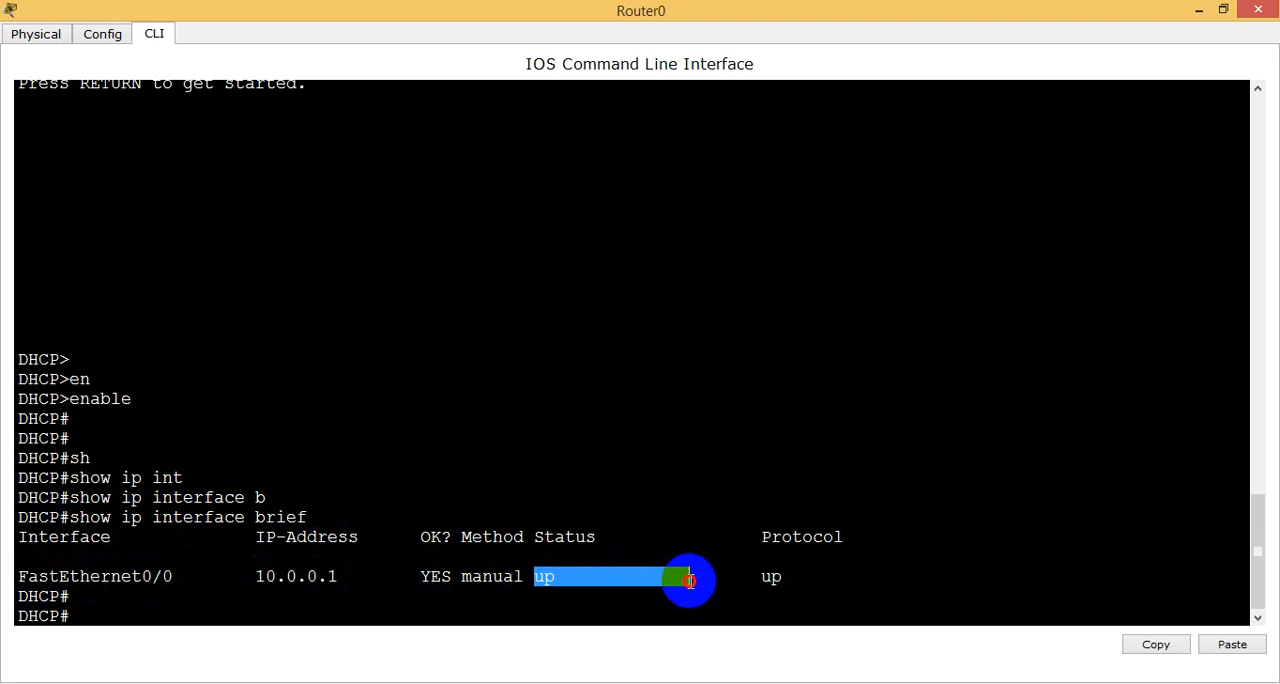 Router0
Physical Config CLI
IOS Command Line Interface
Press RETURN to get started.
DHCP>
DHCP>en
DHCP>enable
DHCP#
DHCP#
DHCP#sh
DHCP#show ip int
DHCP#show ip interface b
DHCP#show ip interface brief
Interface IP-Address OK? Method Status Protocol
FastEthernet0/0 10.0.0.1 YES manual up up
DHCP#
DHCP#
Copy Paste